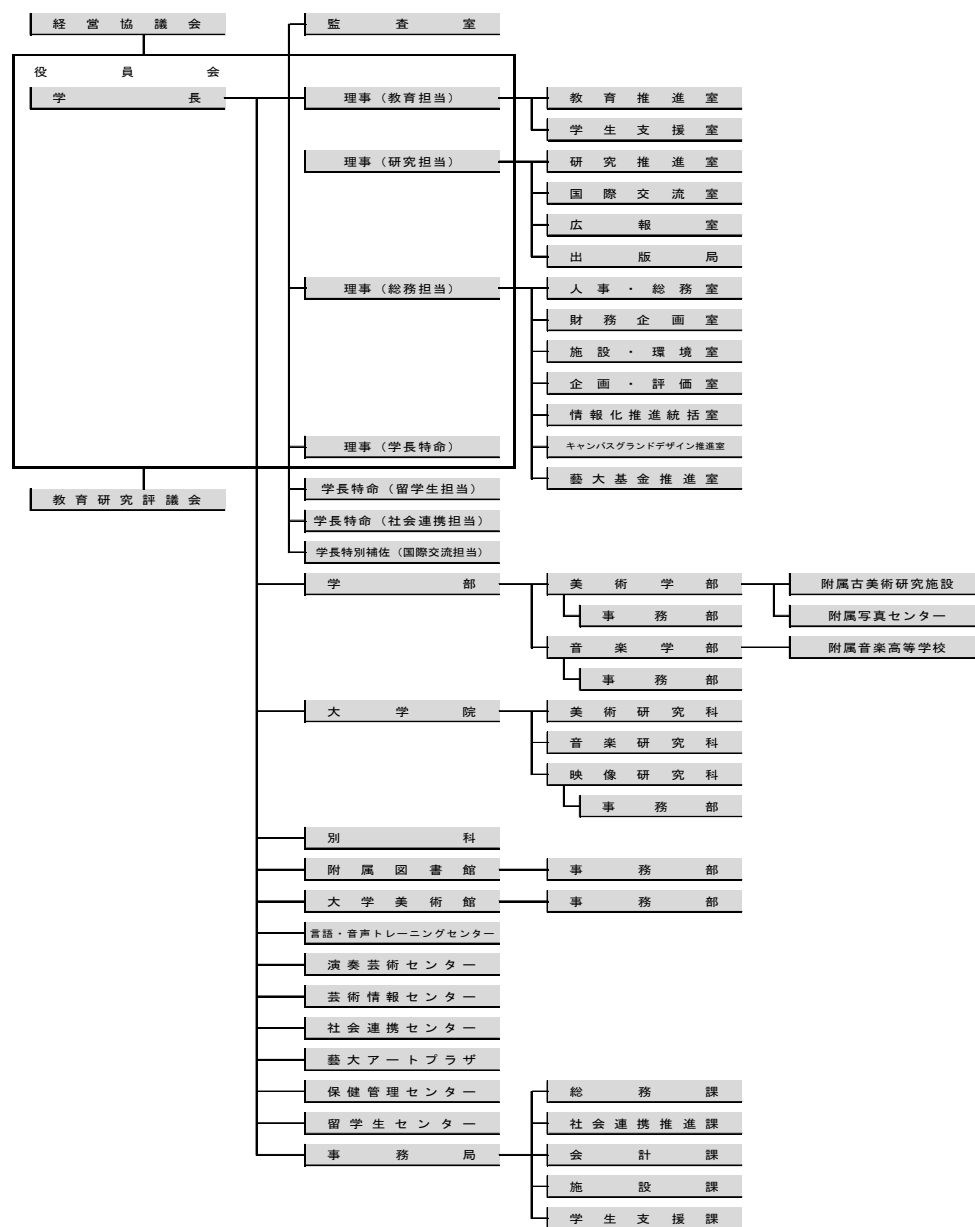 経営協議会
監査室
役員会
学長
理事（教育担当）
教育推進室
学生支援室
理事（研究担当）
研究推進室
国際交流室
広報室
出版局
理事（総務担当）
人事・総務室
財務企画室
施設・環境室
企画・評価室
情報化推進統括室
理事（学長特命）
キャンパスグランドデザイン推進室
藝大基金推進室
教育研究評議会
学長特命（留学生担当）
学長特命（社会連携担当）
学長特別補佐（国際交流担当）
学部
美術学部
附属古美術研究施設
事務部
附属写真センター
音楽学部
附属音楽高等学校
事務部
大学院
美術研究科
音楽研究科
映像研究科
事務部
別科
附属図書館
事務部
大学美術館
事務部
言語・音声トレーニングセンター
演奏芸術センター
芸術情報センター
社会連携センター
藝大アートプラザ
保健管理センター
総務課
留学生センター
社会連携推進課
事務局
会計課
施設課
学生支援課